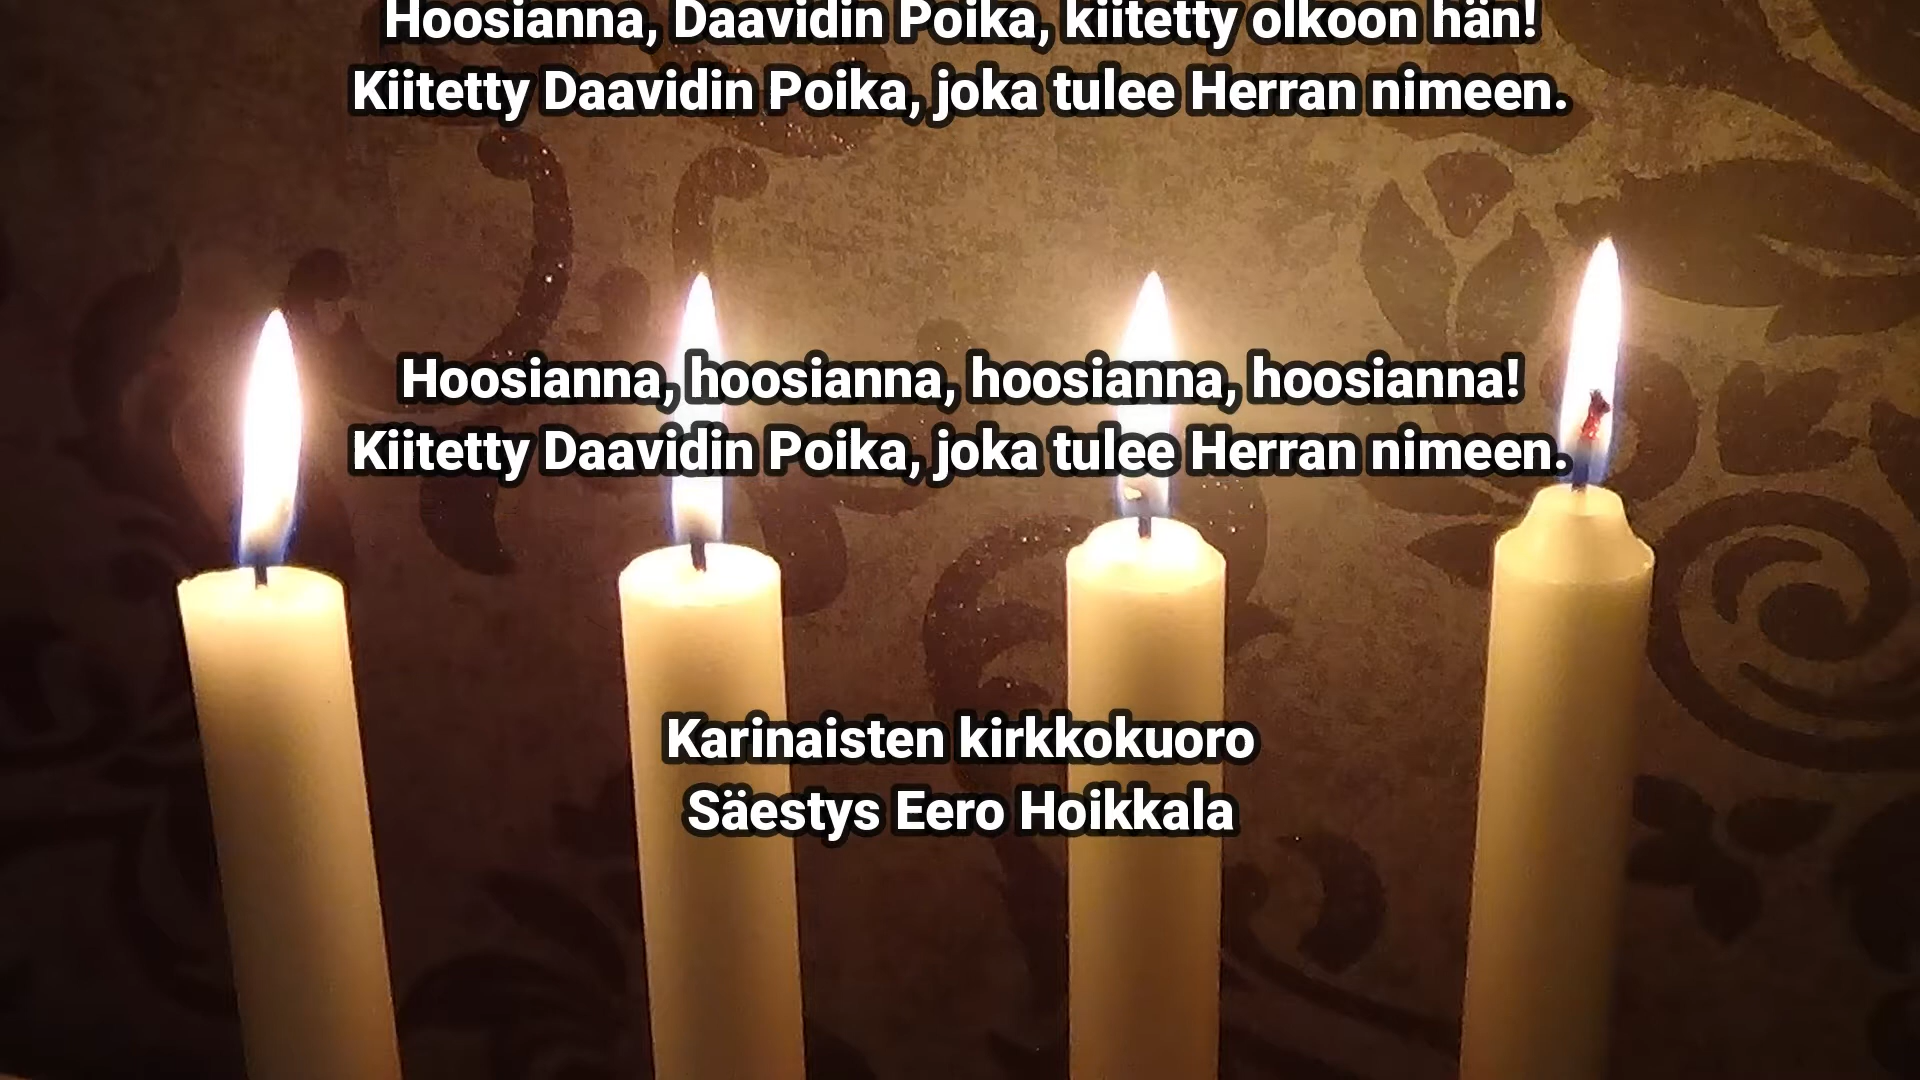 Hoosianna, Daavidin Poika, kiitetty olkoon hän!
Kiitetty Daavidin Poika, joka tulee Herran nimeen.
Hoosianna, hoosianna, hoosianna, hoosianna!
Kiitetty Daavidin Poika, joka tulee Herran nimeen.
Karinaisten kirkkokuoro
Säestys Eero Hoikkala